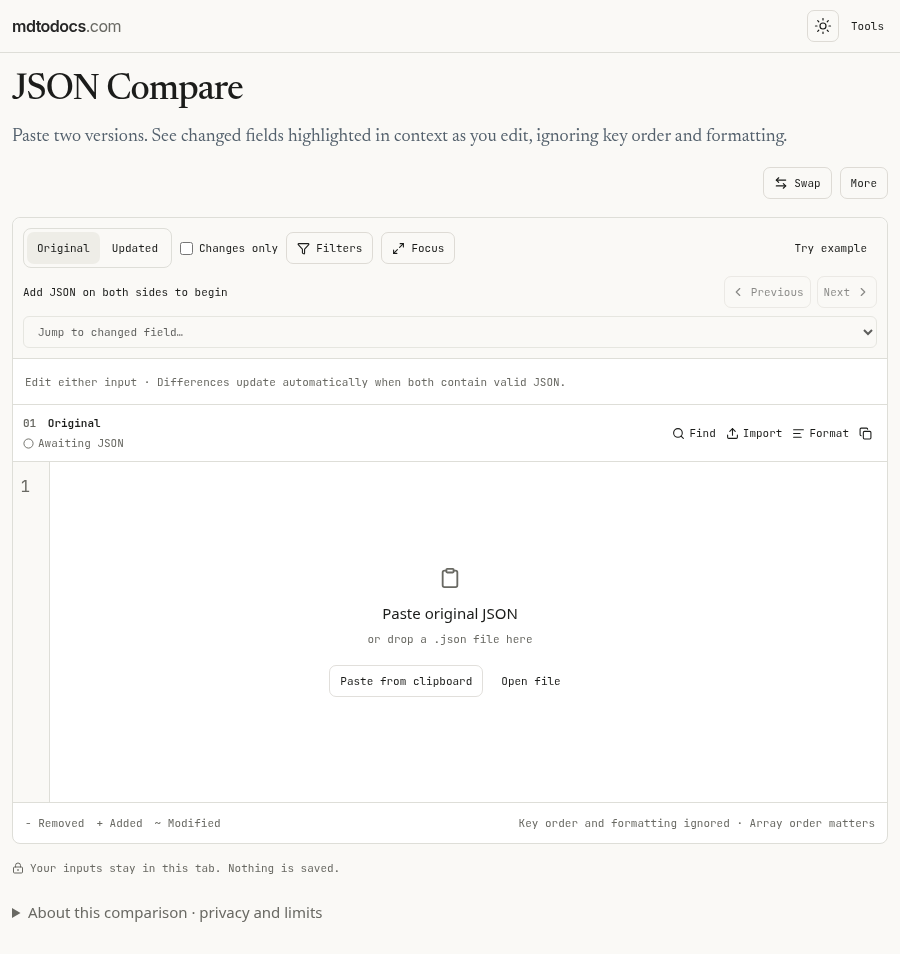 mdtodocs.com
Tools
JSON Compare
Paste two versions. See changed fields highlighted in context as you edit, ignoring key order and formatting.
Swap
More
Original
Updated
Changes only
Filters
Focus
Try example
Add JSON on both sides to begin
Previous
Next
Jump to changed field…
Edit either input · Differences update automatically when both contain valid JSON.
01 Original
Awaiting JSON
Find
Import
Format
1
Paste original JSON
or drop a .json file here
Paste from clipboard
Open file
- Removed + Added ~ Modified
Key order and formatting ignored · Array order matters
Your inputs stay in this tab. Nothing is saved.
About this comparison · privacy and limits